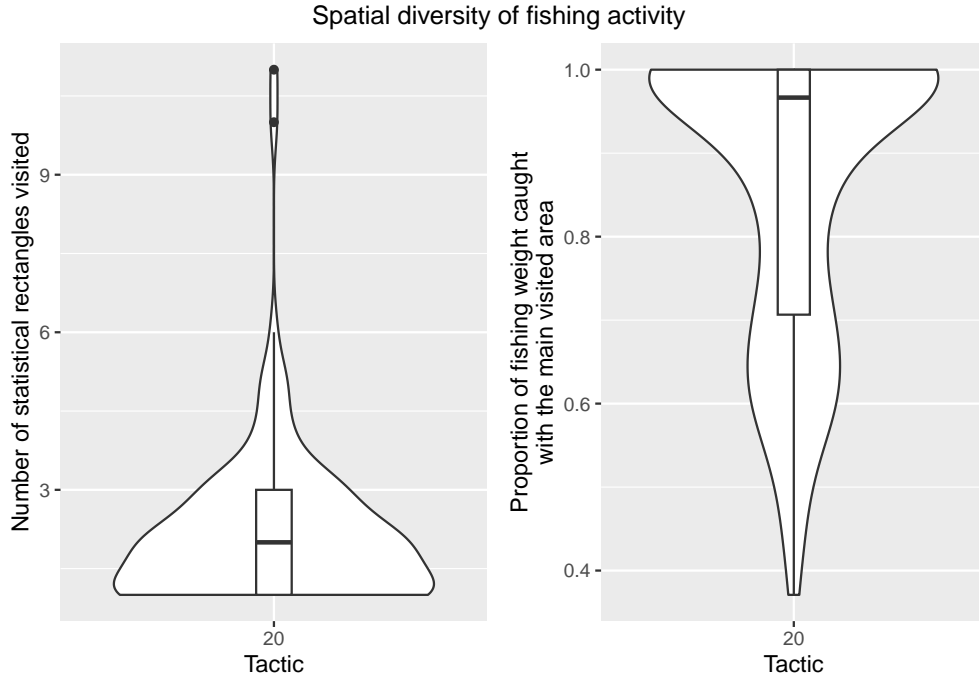 Spatial diversity of fishing activity
Number of statistical rectangles visited
9
6
3
20
Tactic
Proportion of fishing weight caught
with the main visited area
1.0
0.8
0.6
0.4
20
Tactic